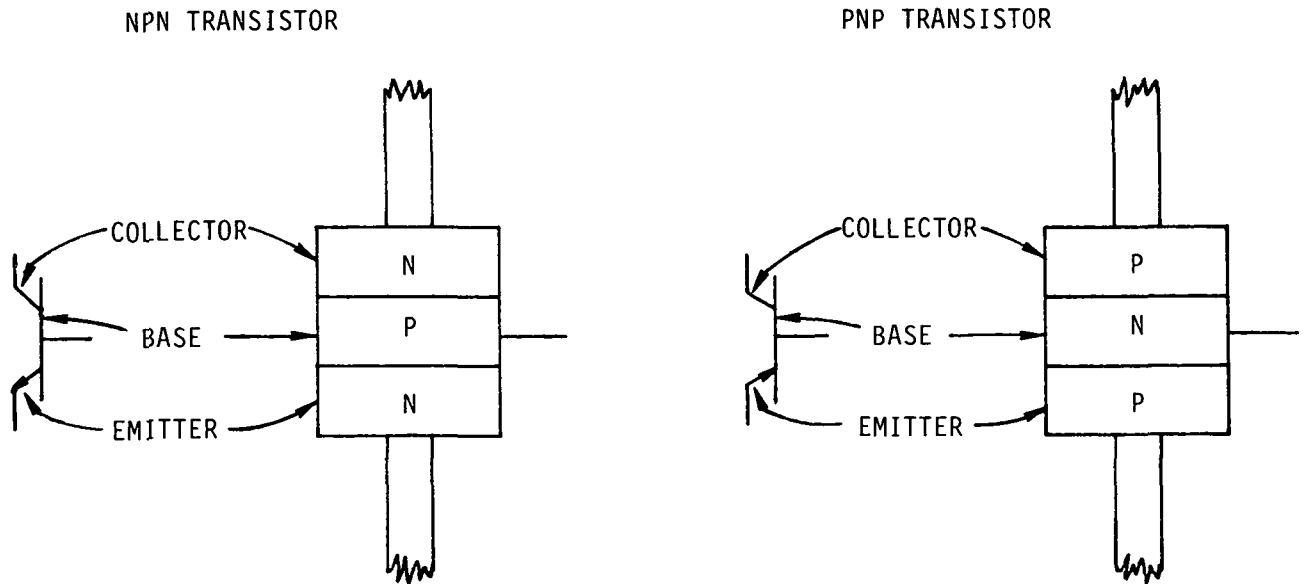 NPN TRANSISTOR
COLLECTOR
N
P
BASE
N
EMITTER
PNP TRANSISTOR
COLLECTOR
P
N
BASE
P
EMITTER